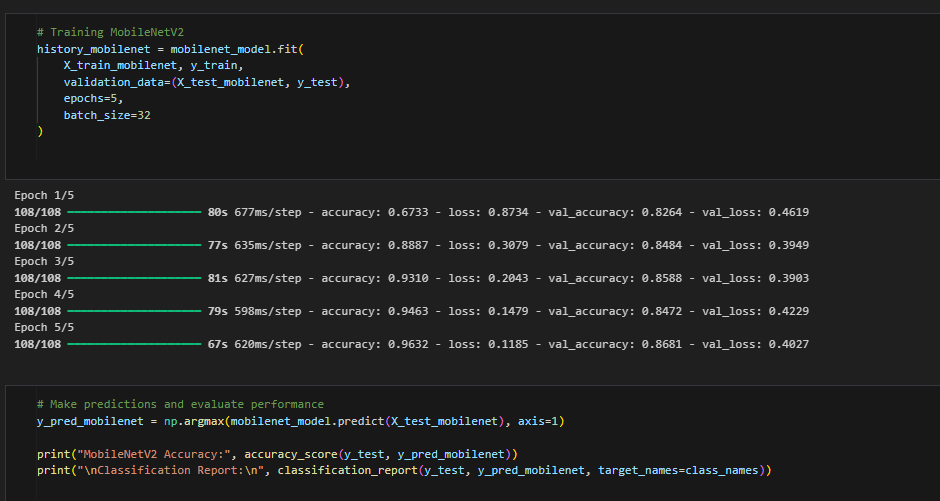 # Training MobileNetV2
history_mobilenet = mobilenet_model.fit(
    X_train_mobilenet, y_train,
    validation_data=(X_test_mobilenet, y_test),
    epochs=5,
    batch_size=32
)
Epoch 1/5
108/108 80s 677ms/step - accuracy: 0.6733 - loss: 0.8734 - val_accuracy: 0.8264 - val_loss: 0.4619
Epoch 2/5
108/108 77s 635ms/step - accuracy: 0.8887 - loss: 0.3079 - val_accuracy: 0.8484 - val_loss: 0.3949
Epoch 3/5
108/108 81s 627ms/step - accuracy: 0.9310 - loss: 0.2043 - val_accuracy: 0.8588 - val_loss: 0.3903
Epoch 4/5
108/108 79s 598ms/step - accuracy: 0.9463 - loss: 0.1479 - val_accuracy: 0.8472 - val_loss: 0.4229
Epoch 5/5
108/108 67s 620ms/step - accuracy: 0.9632 - loss: 0.1185 - val_accuracy: 0.8681 - val_loss: 0.4027
# Make predictions and evaluate performance
y_pred_mobilenet = np.argmax(mobilenet_model.predict(X_test_mobilenet), axis=1)
print("MobileNetV2 Accuracy:", accuracy_score(y_test, y_pred_mobilenet))
print("\nClassification Report:\n", classification_report(y_test, y_pred_mobilenet, target_names=class_names))